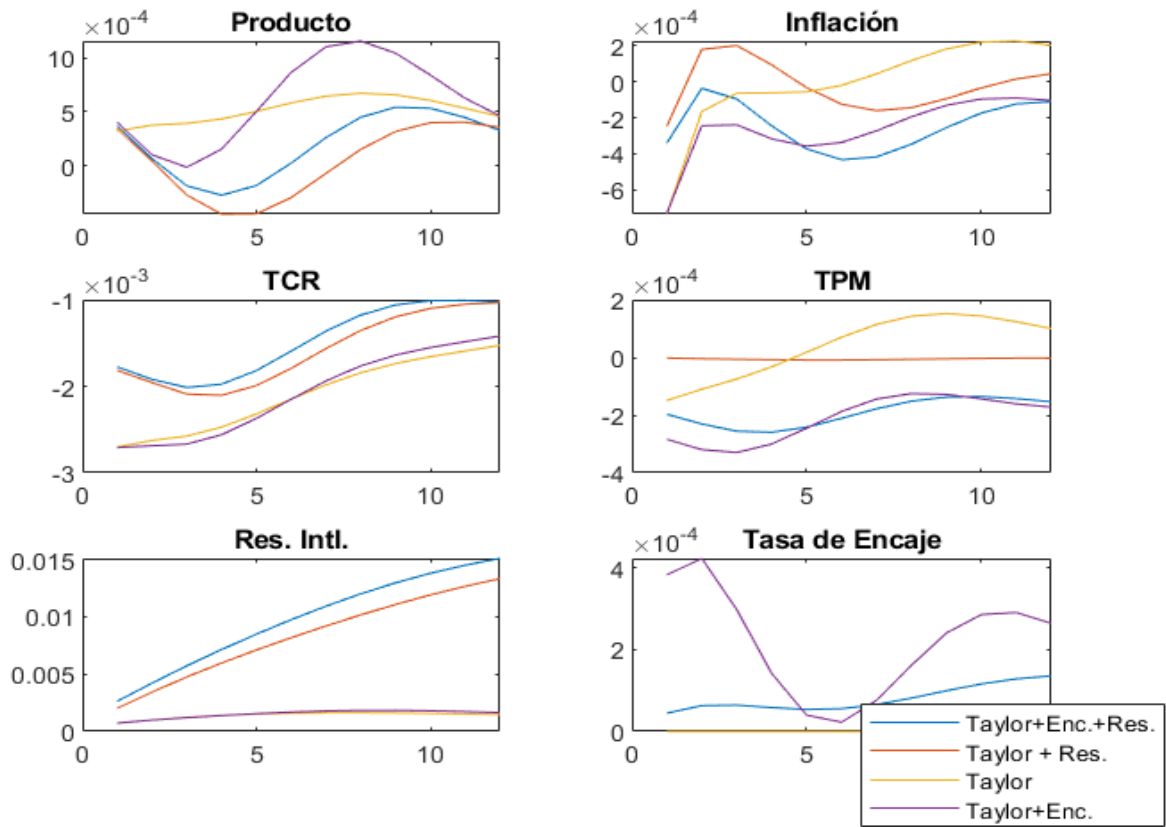 ×10⁻⁴ Producto
10
5
0
0 5 10
×10⁻⁴ Inflación
2
0
-2
-4
-6
0 5 10
×10⁻³ TCR
-1
-2
-3
0 5 10
×10⁻⁴ TPM
2
0
-2
-4
0 5 10
Res. Intl.
0.015
0.01
0.005
0
0 5 10
×10⁻⁴ Tasa de Encaje
4
2
0
0 5
Taylor+Enc.+Res.
Taylor + Res.
Taylor
Taylor+Enc.